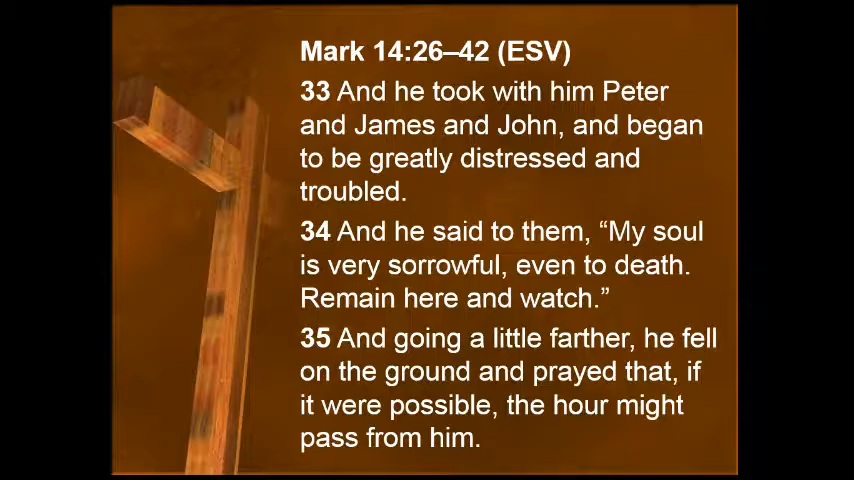 Mark 14:26–42 (ESV)
33 And he took with him Peter
and James and John, and began
to be greatly distressed and
troubled.
34 And he said to them, “My soul
is very sorrowful, even to death.
Remain here and watch.”
35 And going a little farther, he fell
on the ground and prayed that, if
it were possible, the hour might
pass from him.